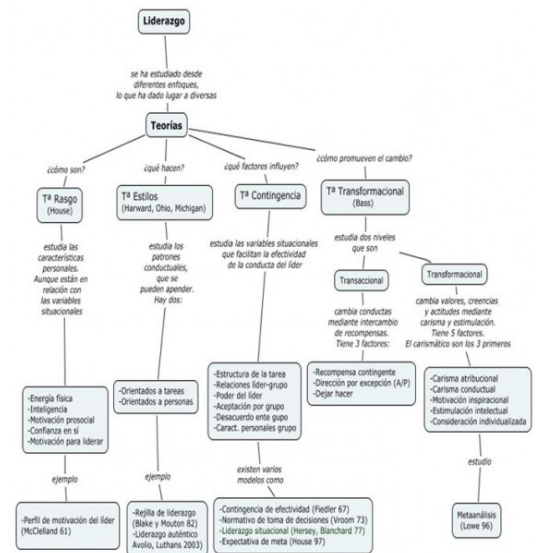 Liderazgo
se ha estudiado desde
diferentes enfoques,
lo que ha dado lugar a diversas
Teorías
¿cómo son?
¿qué hacen?
¿qué factores influyen?
¿cómo promueven el cambio?
Tª Rasgo
(House)
Tª Estilos
(Harward, Ohio, Michigan)
Tª Contingencia
Tª Transformacional
(Bass)
estudia las
características
personales.
Aunque están en
relación con
las variables
situacionales
estudia los
patrones
conductuales,
que se
pueden apender.
Hay dos:
estudia las variables situacionales
que facilitan la efectividad
de la conducta del líder
estudia dos niveles
que son
Transaccional
Transformacional
cambia conductas
mediante intercambio
de recompensas.
Tiene 3 factores:
cambia valores, creencias
y actitudes mediante
carisma y estimulación.
Tiene 5 factores.
El carismático son los 3 primeros
-Energía física
-Inteligencia
-Motivación prosocial
-Confianza en sí
-Motivación para liderar
-Orientados a tareas
-Orientados a personas
-Estructura de la tarea
-Relaciones líder-grupo
-Poder del líder
-Aceptación por grupo
-Desacuerdo ente gupo
-Caract. personales grupo
-Recompensa contingente
-Dirección por excepción (A/P)
-Dejar hacer
-Carisma atribucional
-Carisma conductual
-Motivación inspiracional
-Estimulación intelectual
-Consideración individualizada
ejemplo
ejemplo
existen varios
modelos como
estudio
-Perfil de motivación del líder
(McClelland 61)
-Rejilla de liderazgo
(Blake y Mouton 82)
-Liderazgo auténtico
Avolio, Luthans 2003)
-Contingencia de efectividad (Fiedler 67)
-Normativo de toma de decisiones (Vroom 73)
-Liderazgo situacional (Hersey, Blanchard 77)
-Expectativa de meta (House 97)
Metaanálisis
(Lowe 96)